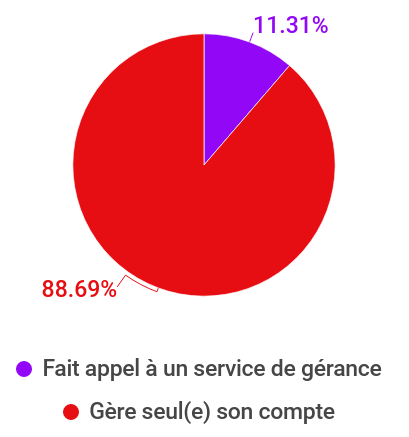 11.31%
88.69%
Fait appel à un service de gérance
Gère seul(e) son compte